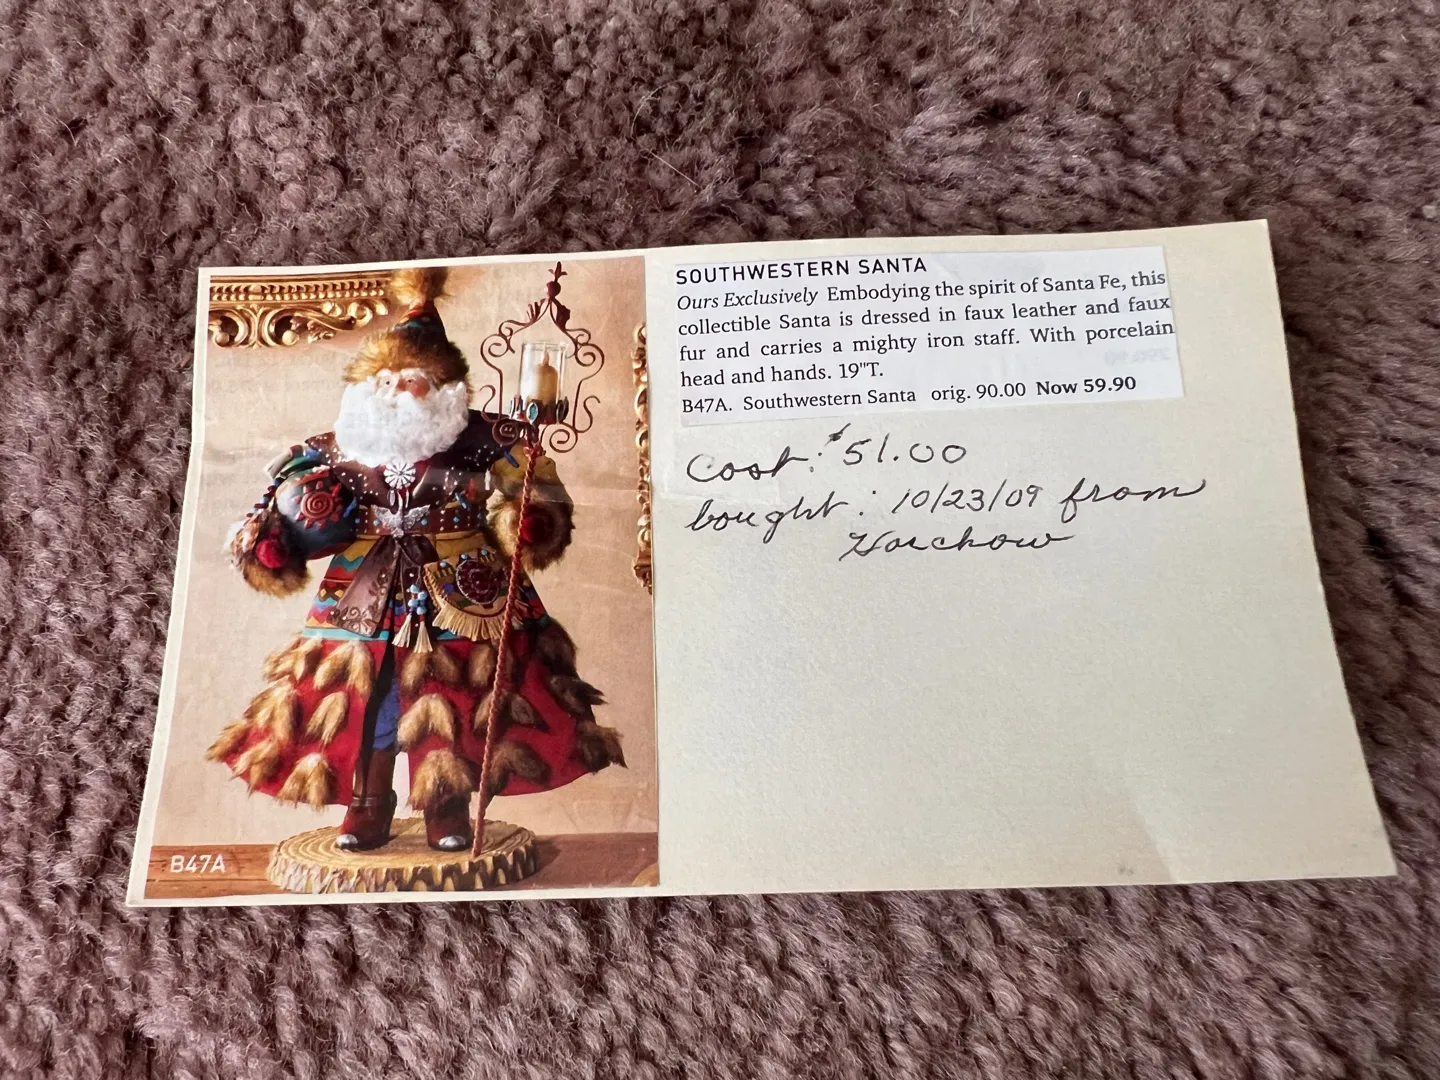 SOUTHWESTERN SANTA
Ours Exclusively Embodying the spirit of Santa Fe, this
collectible Santa is dressed in faux leather and faux
fur and carries a mighty iron staff. With porcelain
head and hands. 19"T.
B47A. Southwestern Santa orig. 90.00 Now 59.90
Cost: $51.00
bought: 10/23/09 from
Horchow
B47A